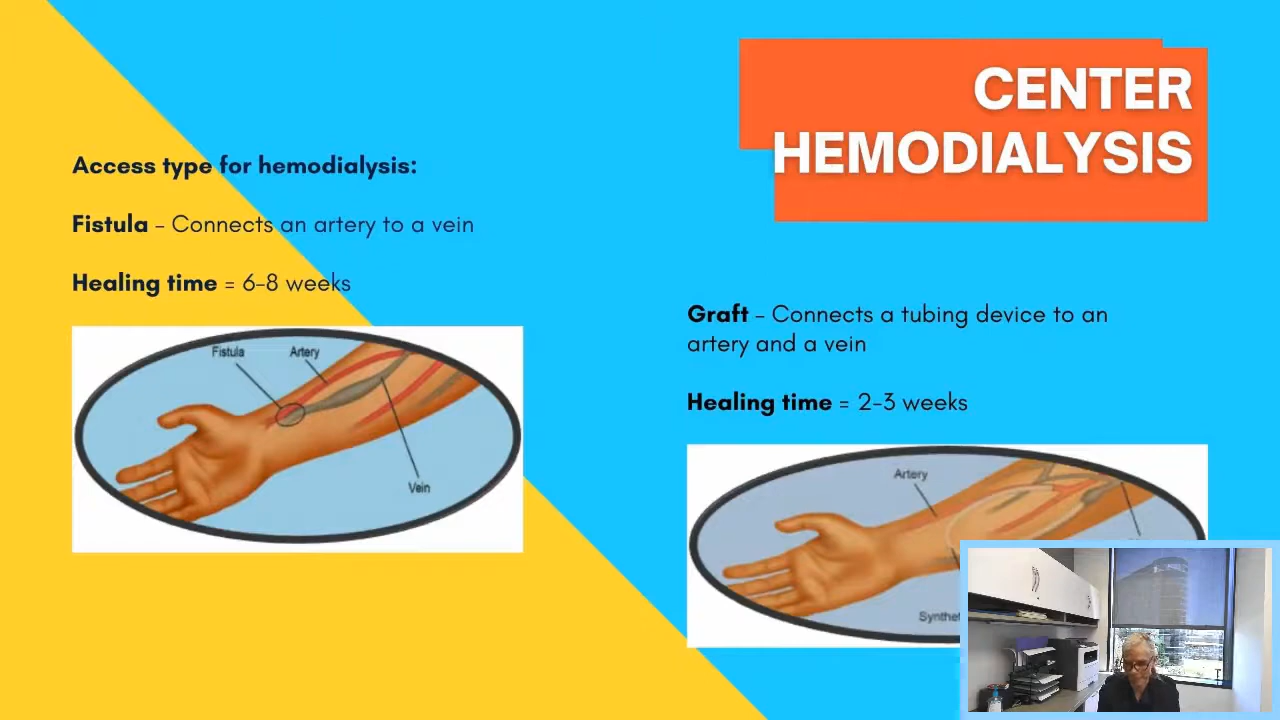 CENTER
HEMODIALYSIS
Access type for hemodialysis:
Fistula - Connects an artery to a vein
Healing time = 6-8 weeks
Fistula
Artery
Vein
Graft - Connects a tubing device to an
artery and a vein
Healing time = 2-3 weeks
Artery